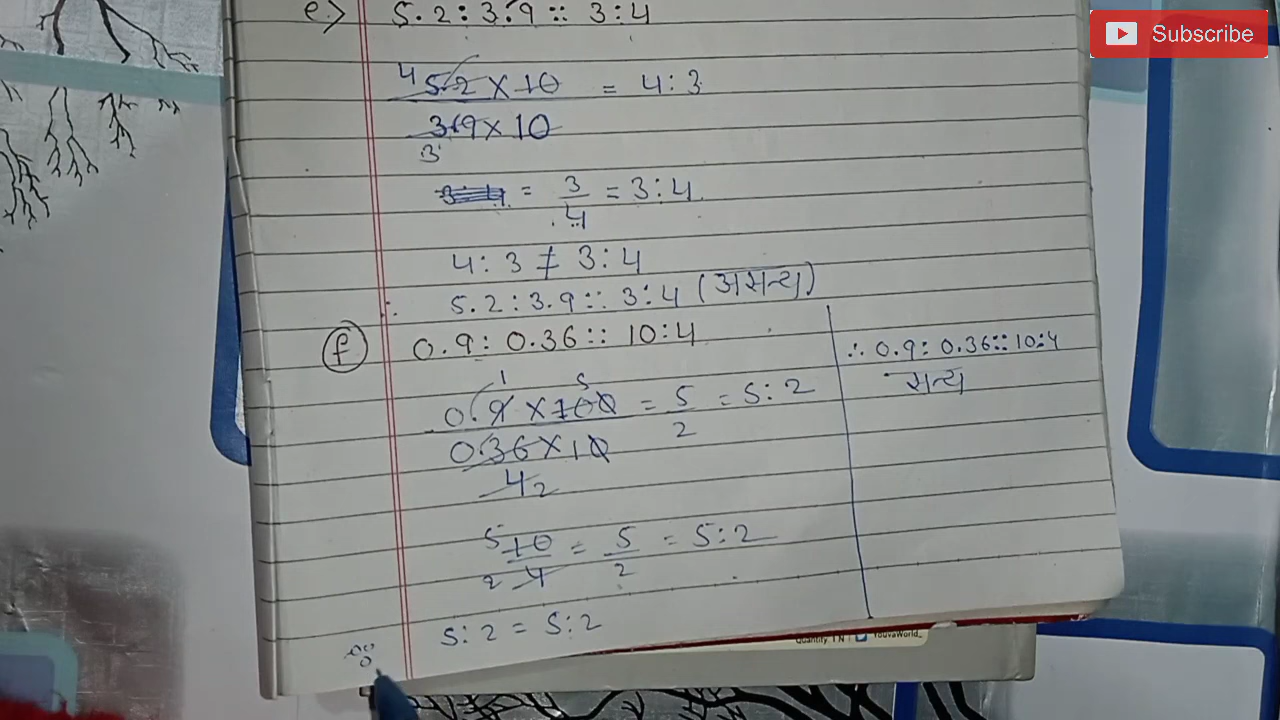 e.> 5.2 : 3.9 :: 3 : 4
Subscribe
4 5.2 × 10 = 4 : 3
3.9 × 10
3
= 3/4 = 3 : 4
4 : 3 ≠ 3 : 4
∴ 5.2 : 3.9 :: 3 : 4 (असत्य)
(f) 0.9 : 0.36 :: 10 : 4
∴ 0.9 : 0.36 :: 10 : 4
सत्य
1 5
0.9 × 100 = 5/2 = 5 : 2
0.36 × 10
4 2
5 10 = 5/2 = 5 : 2
2 4
5 : 2 = 5 : 2
Quantity 1 N YouvaWorld_